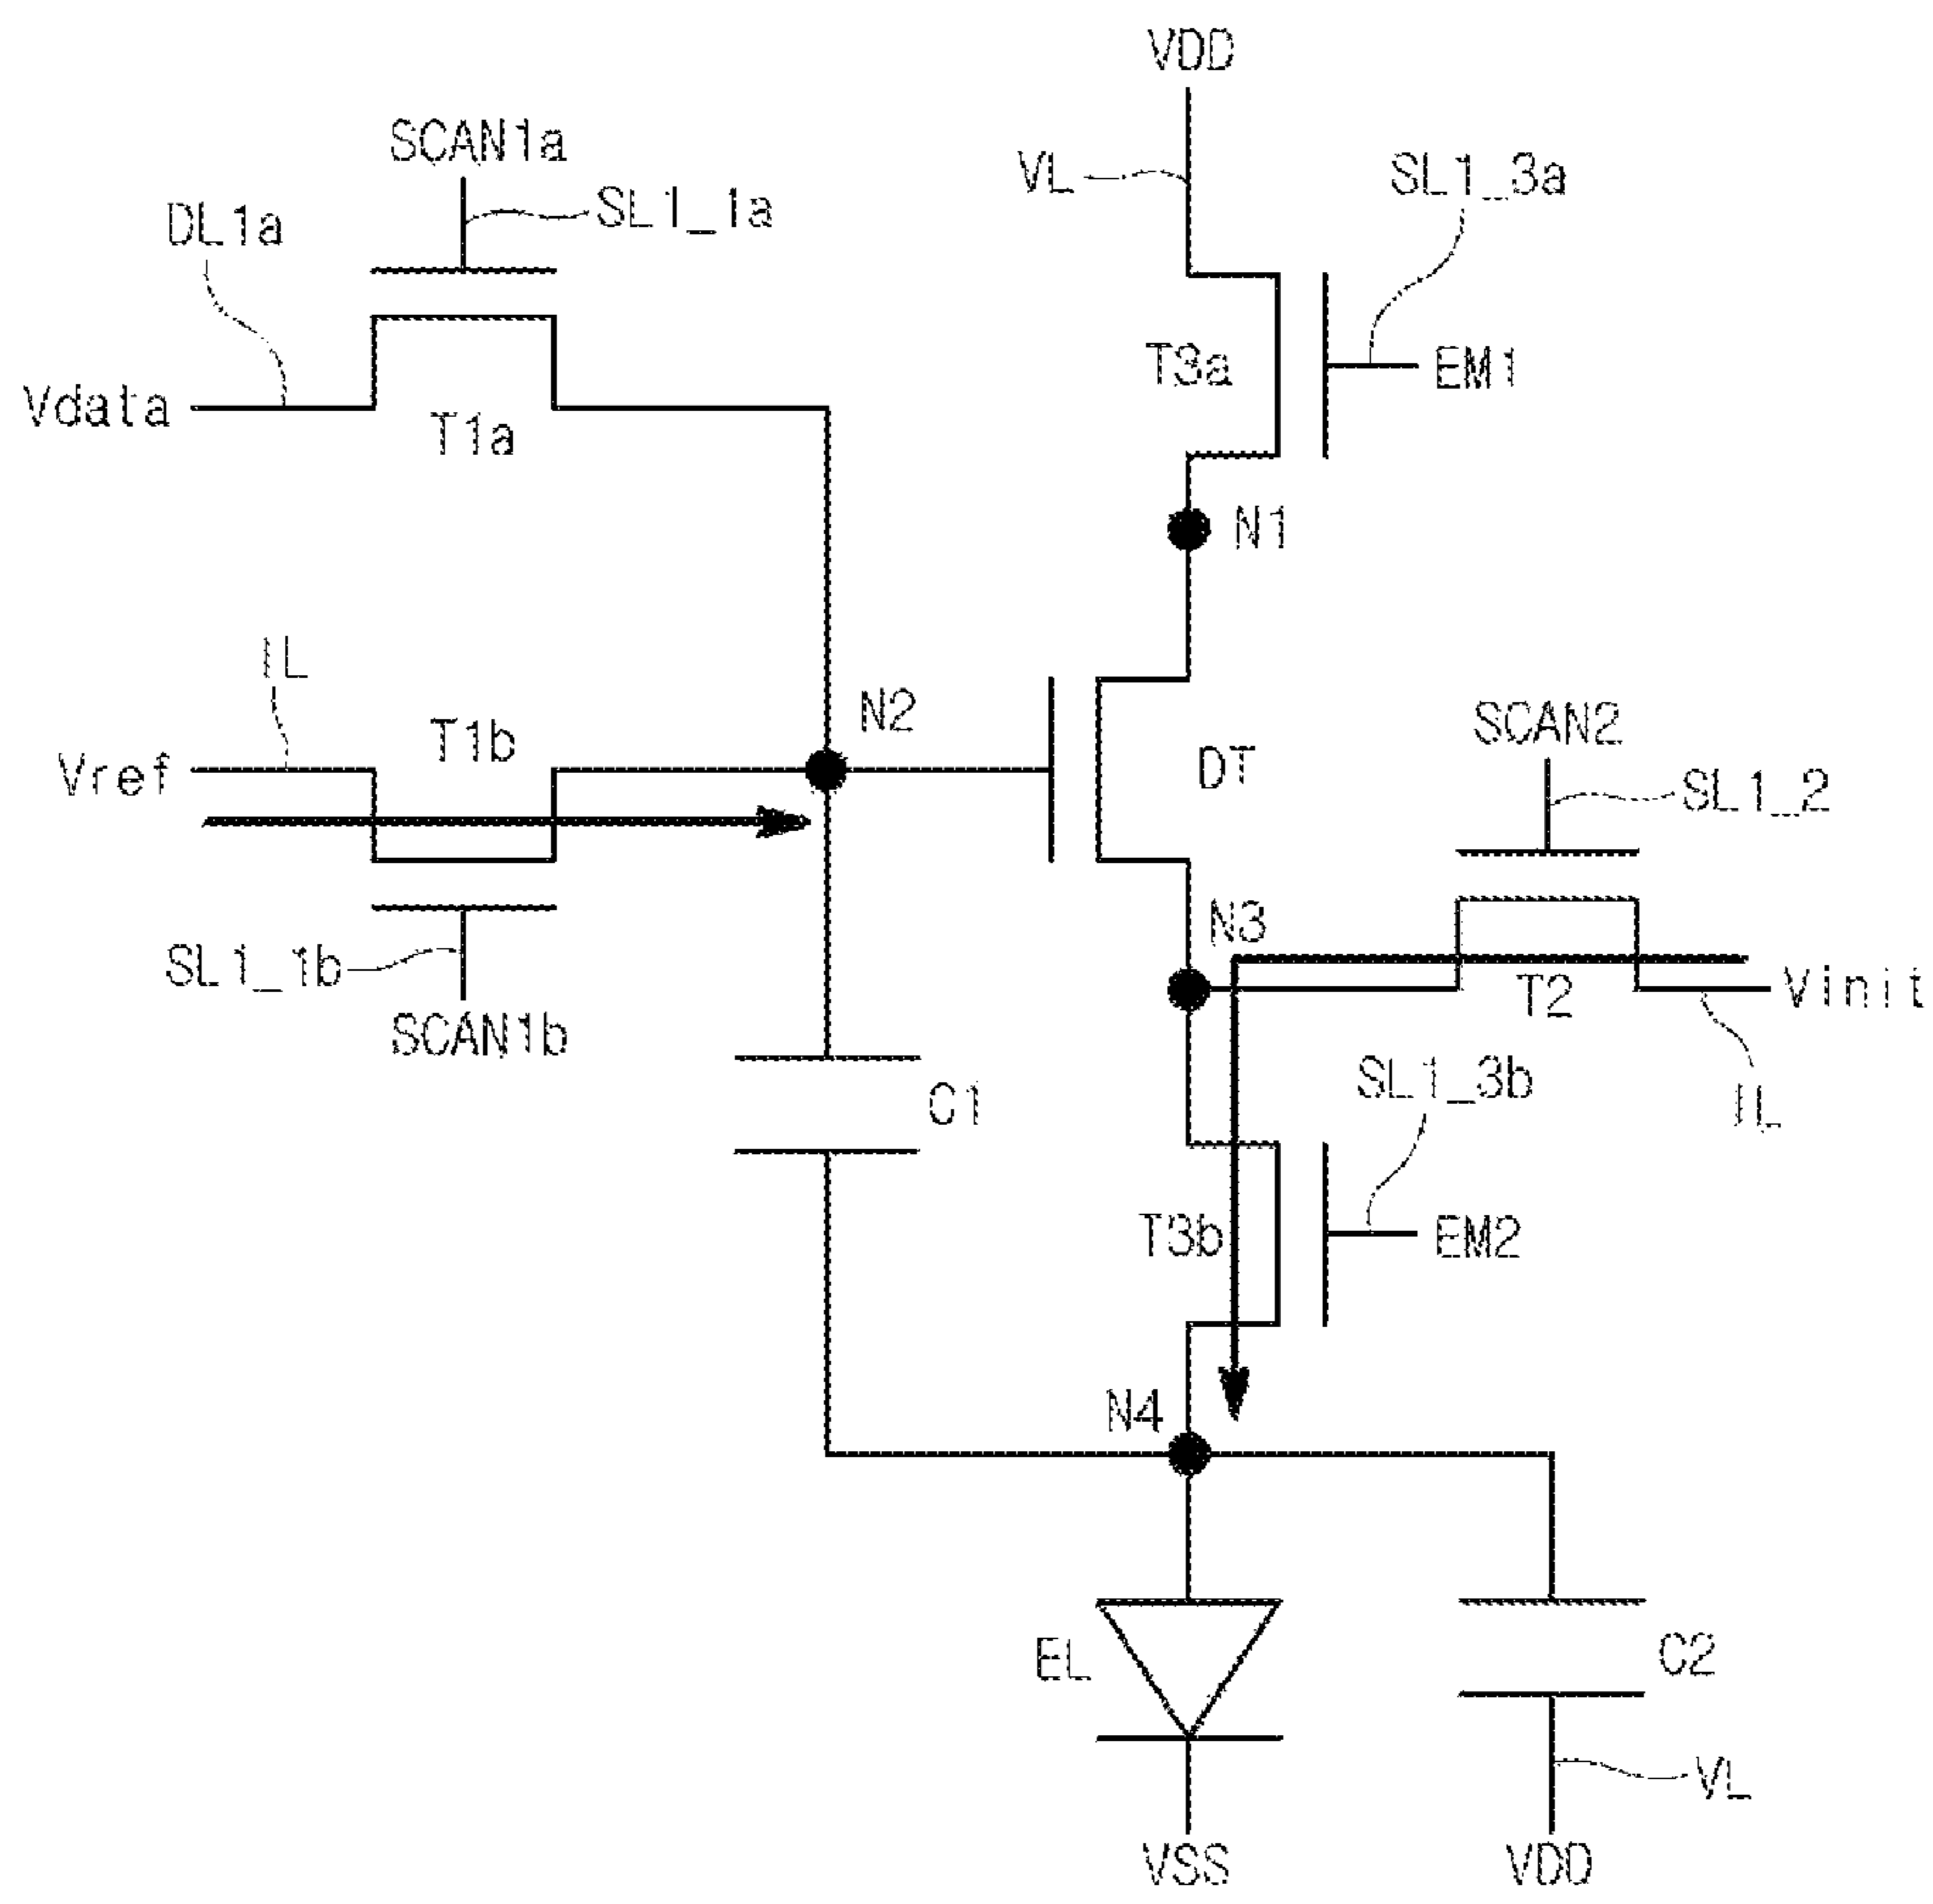 VDD
SCAN1a
VL
SL1_3a
SL1_1a
DL1a
T3a
EM1
Vdata
T1a
N1
IL
N2
T1b
SCAN2
Vref
DT
SL1_2
N3
SL1_1b
Vinit
T2
SCAN1b
SL1_3b
C1
IL
T3b
EM2
N4
EL
C2
VL
VSS
VDD